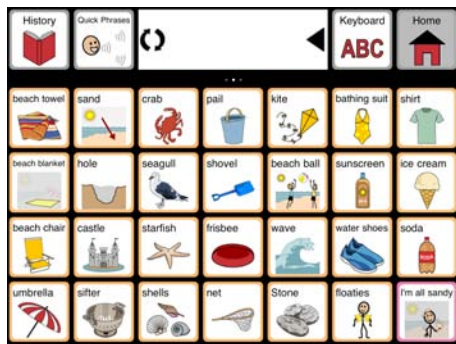 History
Quick Phrases
Keyboard
ABC
Home
beach towel
sand
crab
pail
kite
bathing suit
shirt
beach blanket
hole
seagull
shovel
beach ball
sunscreen
ice cream
beach chair
castle
starfish
frisbee
wave
water shoes
soda
umbrella
sifter
shells
net
Stone
floaties
I'm all sandy